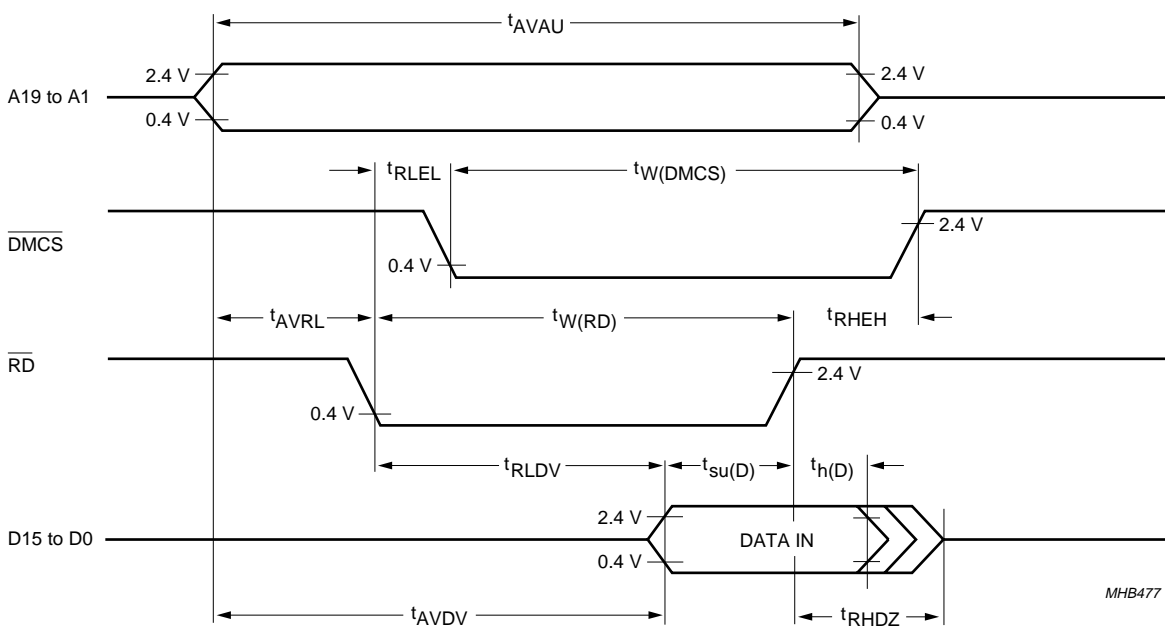 tAVAU
2.4 V
2.4 V
A19 to A1
0.4 V
0.4 V
tRLEL
tW(DMCS)
DMCS
2.4 V
0.4 V
tAVRL
tW(RD)
tRHEH
RD
2.4 V
0.4 V
tRLDV
tsu(D)
th(D)
2.4 V
D15 to D0
DATA IN
0.4 V
MHB477
tAVDV
tRHDZ